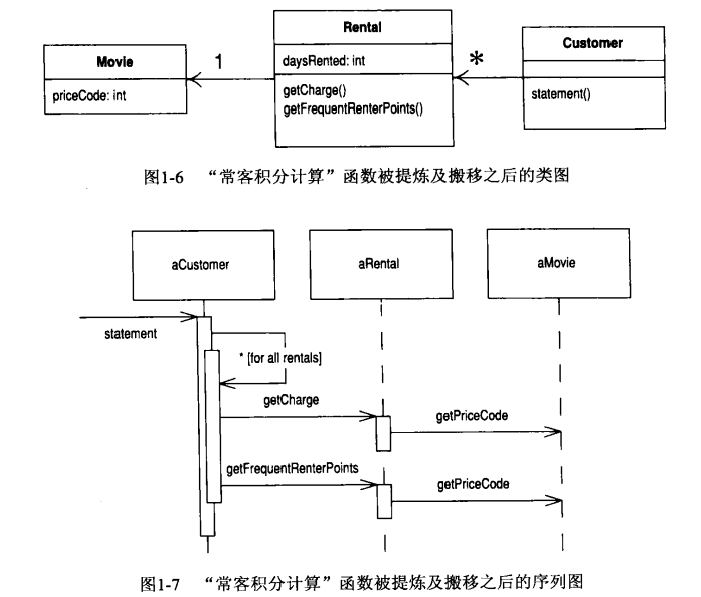 Rental
Customer
Movie
1
daysRented: int
*
priceCode: int
getCharge()
getFrequentRenterPoints()
statement()
图1-6 “常客积分计算”函数被提炼及搬移之后的类图
aCustomer
aRental
aMovie
statement
* [for all rentals]
getCharge
getPriceCode
getFrequentRenterPoints
getPriceCode
图1-7 “常客积分计算”函数被提炼及搬移之后的序列图